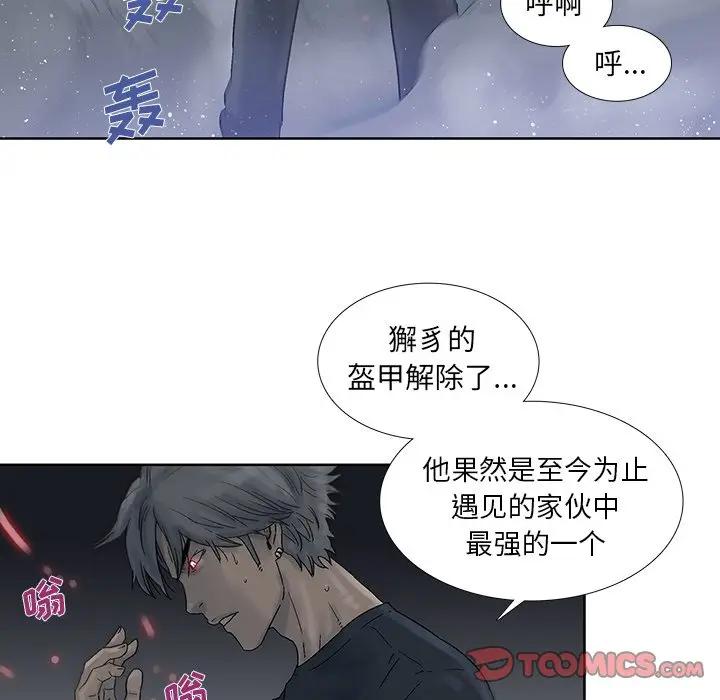 轰
呼啊
呼...
轰
獬豸的
盔甲解除了...
他果然是至今为止
遇见的家伙中
最强的一个
嗡
嗡
TOOMICS.COM